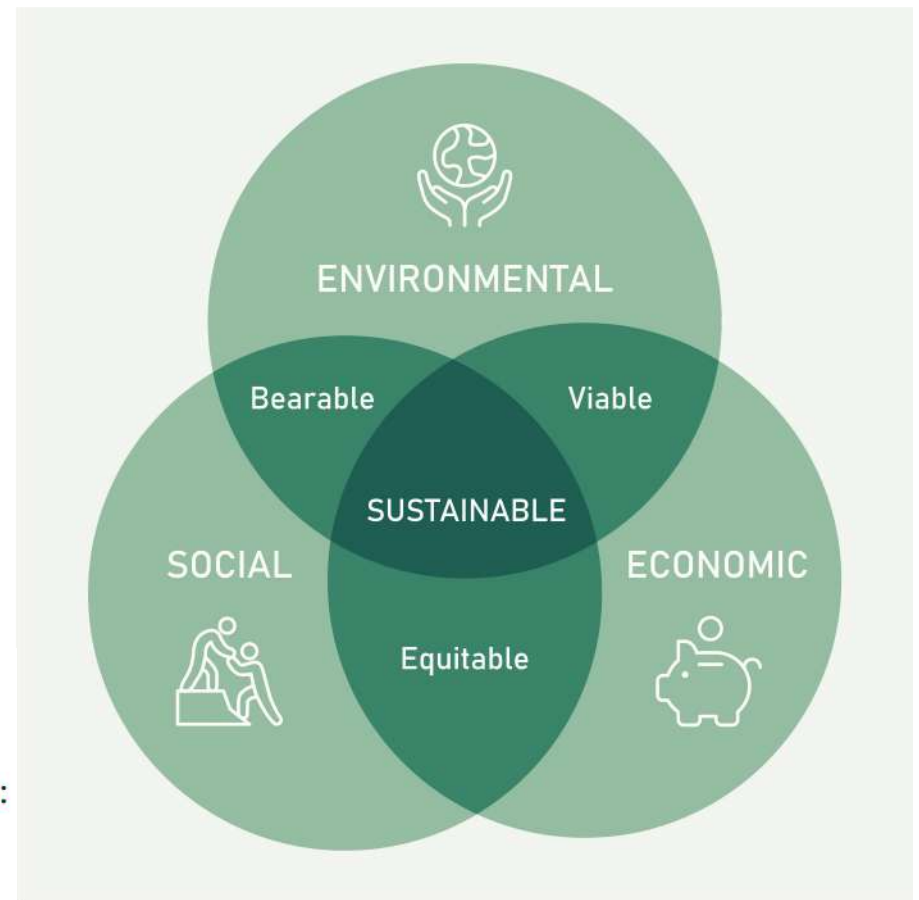 ENVIRONMENTAL
Bearable
Viable
SUSTAINABLE
SOCIAL
ECONOMIC
Equitable
: